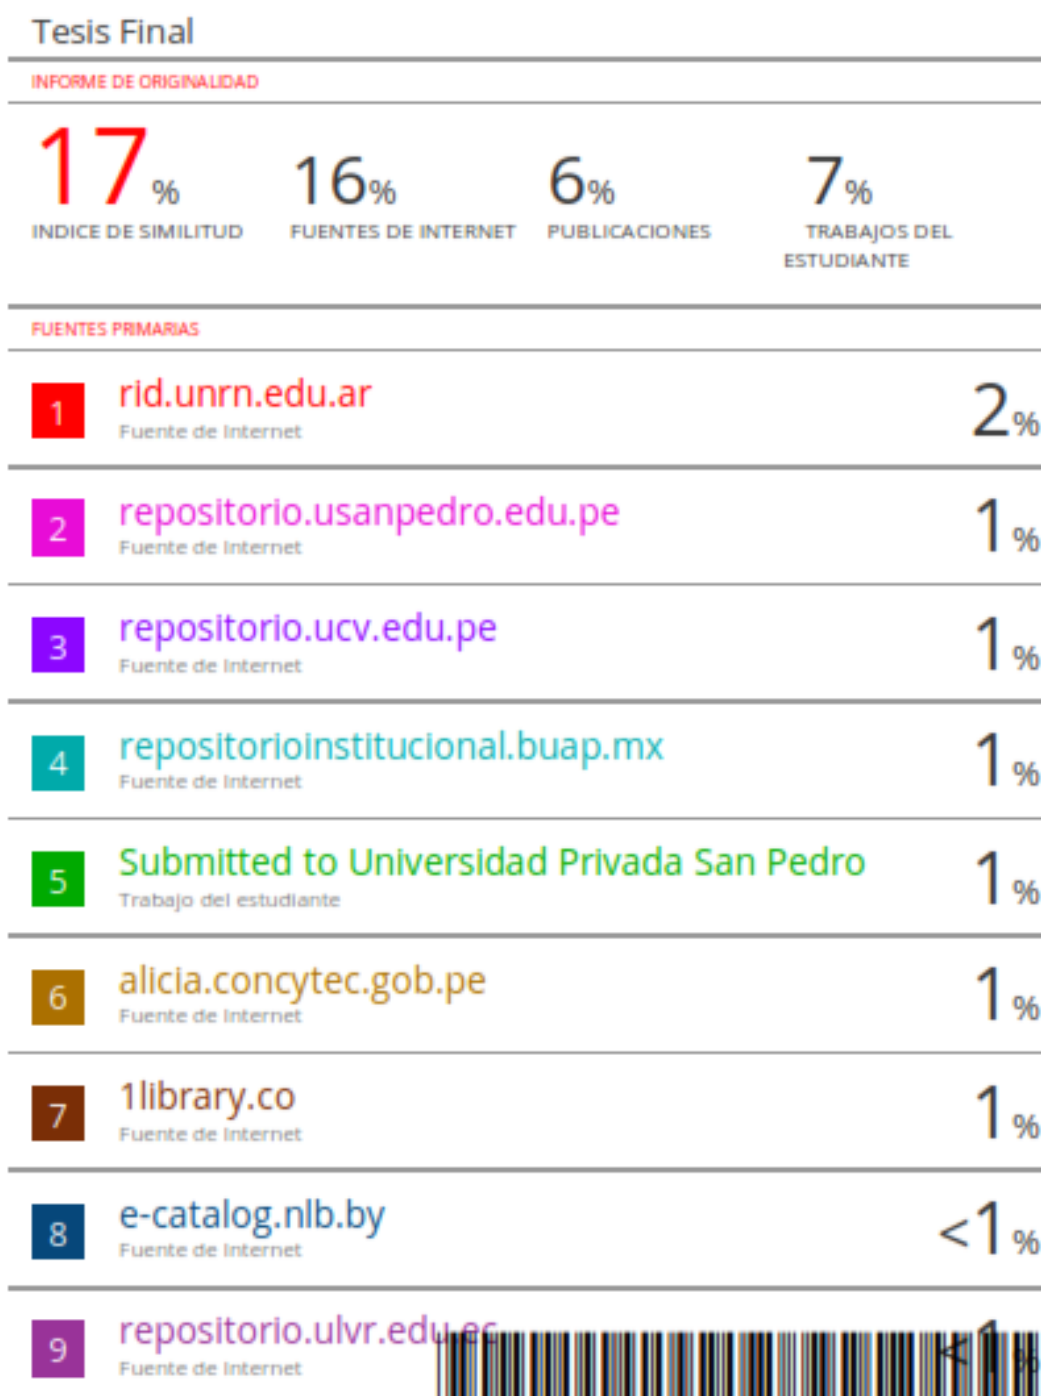 Tesis Final
INFORME DE ORIGINALIDAD
17% 16% 6% 7%
INDICE DE SIMILITUD FUENTES DE INTERNET PUBLICACIONES TRABAJOS DEL
ESTUDIANTE
FUENTES PRIMARIAS
1 rid.unrn.edu.ar 2%
Fuente de Internet
2 repositorio.usanpedro.edu.pe 1%
Fuente de Internet
3 repositorio.ucv.edu.pe 1%
Fuente de Internet
4 repositorioinstitucional.buap.mx 1%
Fuente de Internet
5 Submitted to Universidad Privada San Pedro 1%
Trabajo del estudiante
6 alicia.concytec.gob.pe 1%
Fuente de Internet
7 1library.co 1%
Fuente de Internet
8 e-catalog.nlb.by <1%
Fuente de Internet
9 repositorio.ulvr.edu.ec <1%
Fuente de Internet